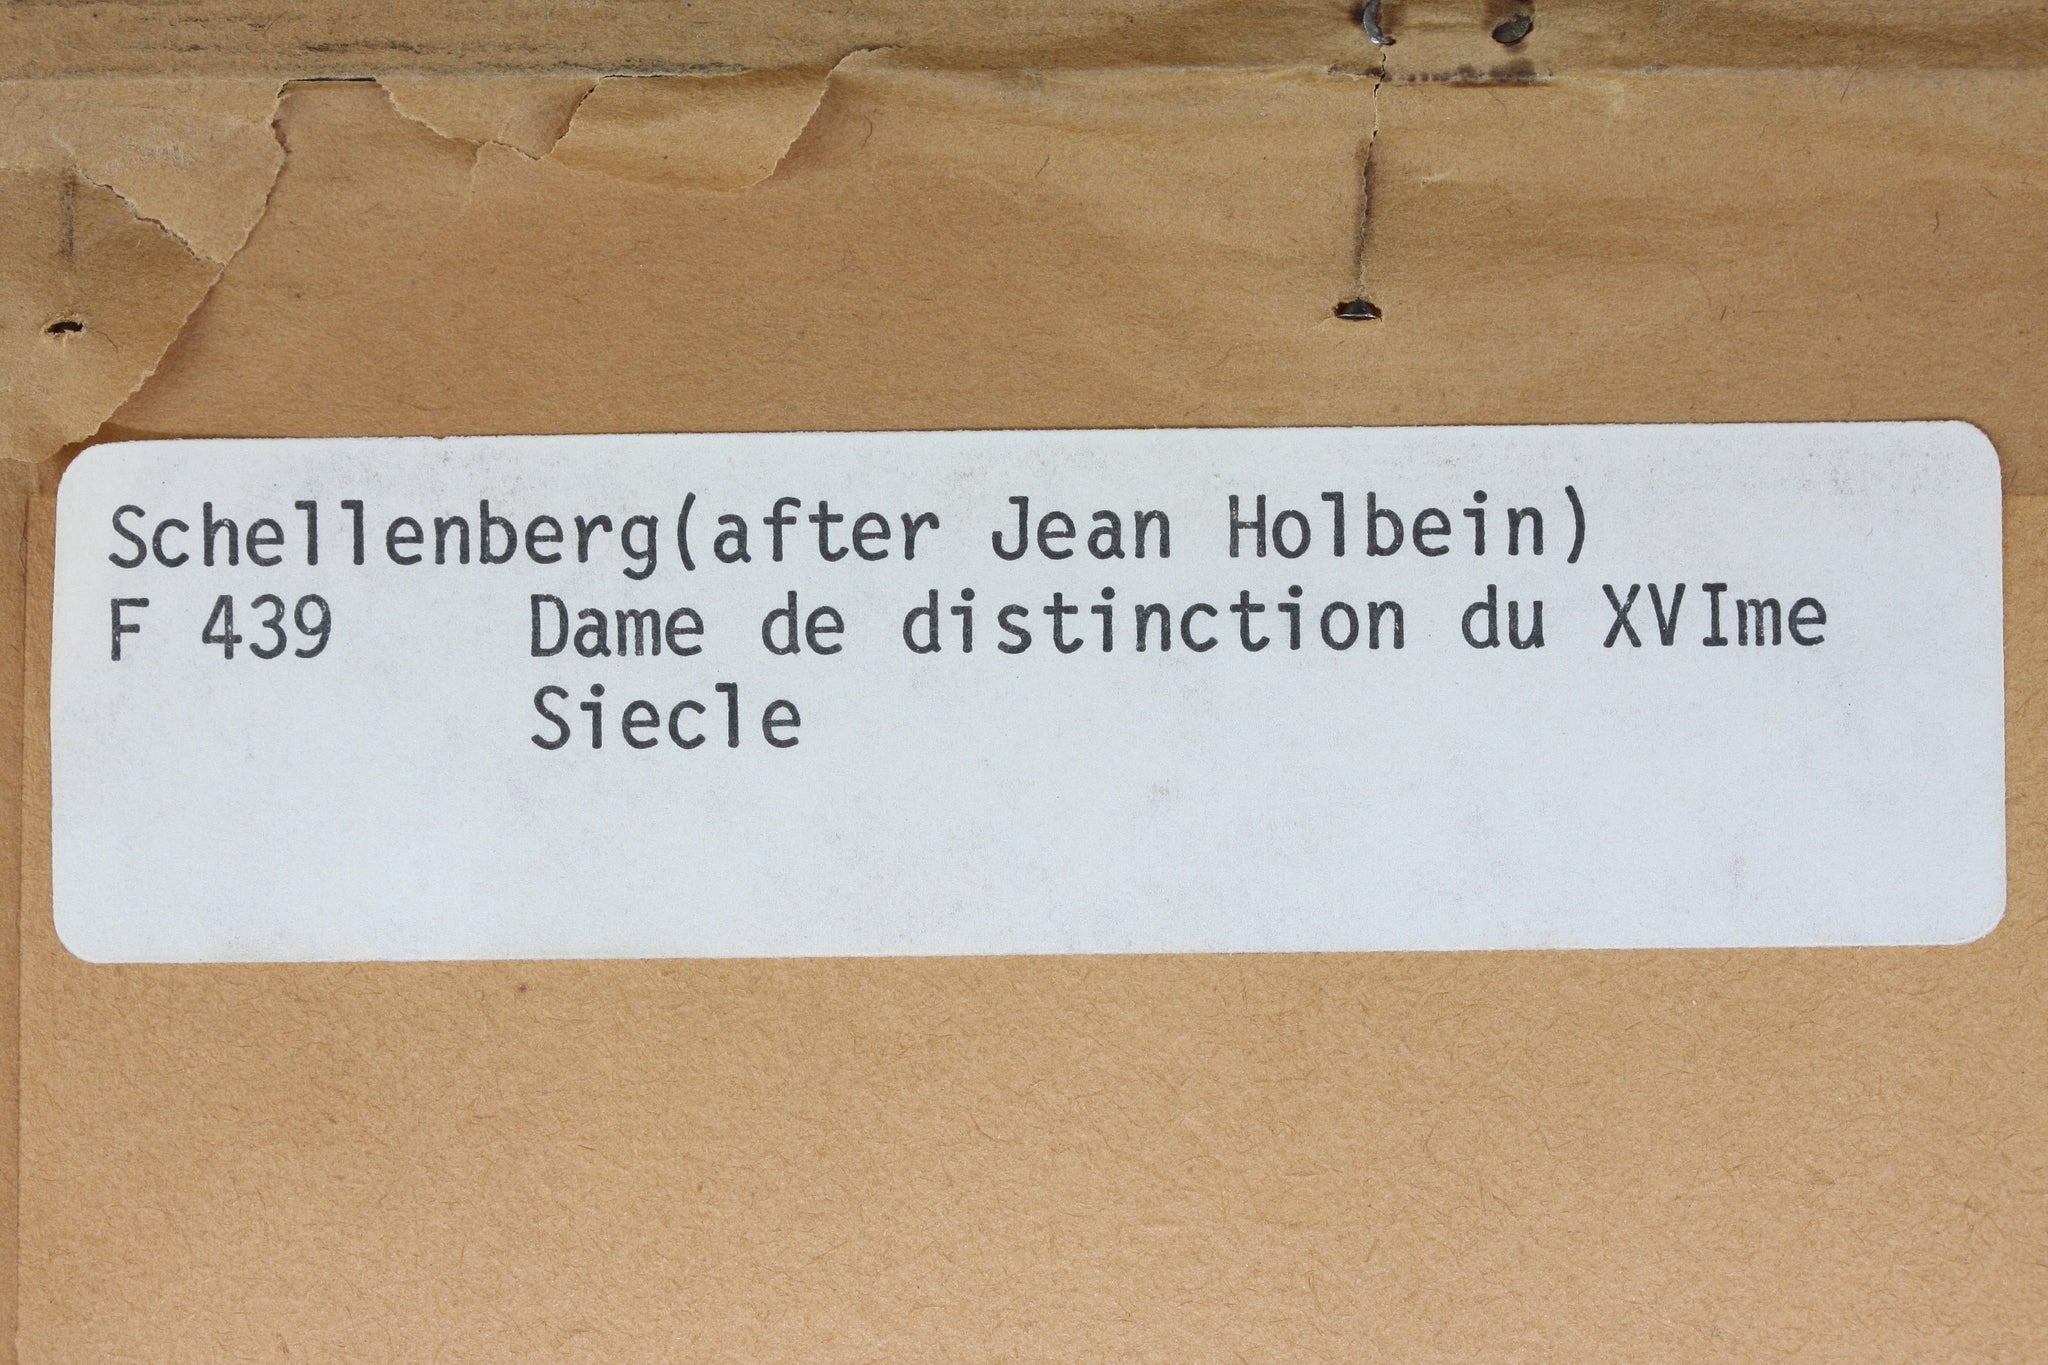 Schellenberg(after Jean Holbein)
F 439 Dame de distinction du XVIme
Siecle